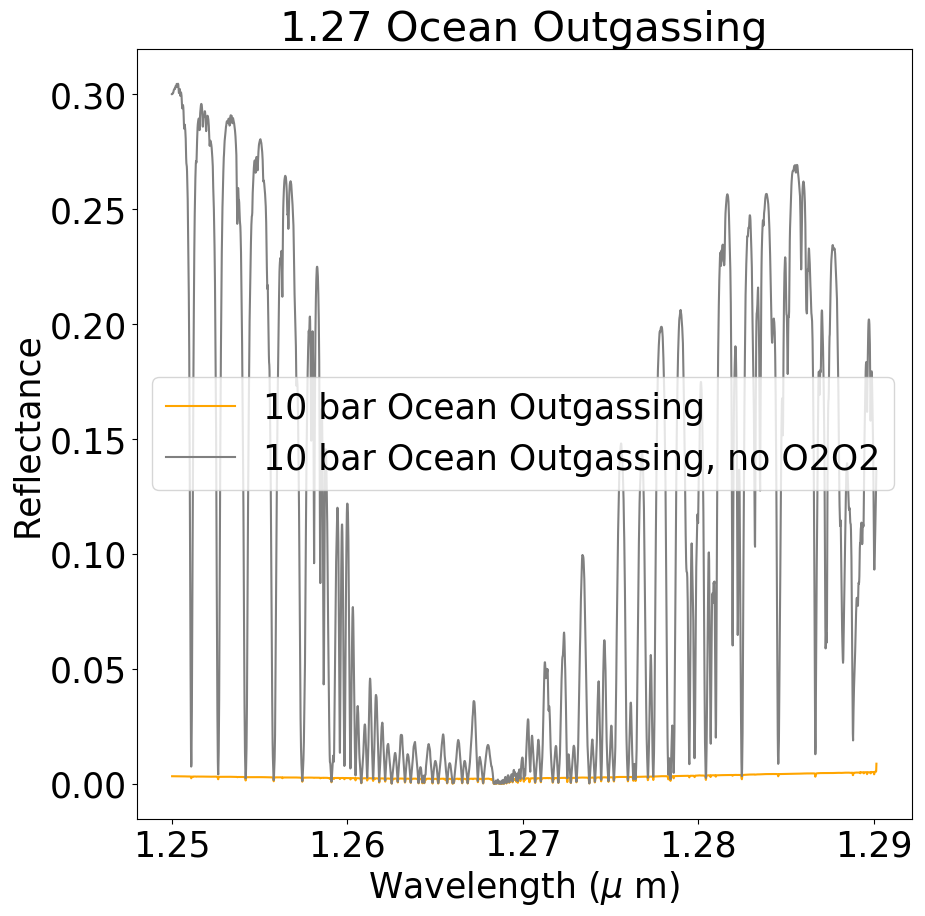 1.27 Ocean Outgassing
0.30
0.25
0.20
0.15
0.10
0.05
0.00
Reflectance
10 bar Ocean Outgassing
10 bar Ocean Outgassing, no O2O2
1.25 1.26 1.27 1.28 1.29
Wavelength (μ m)